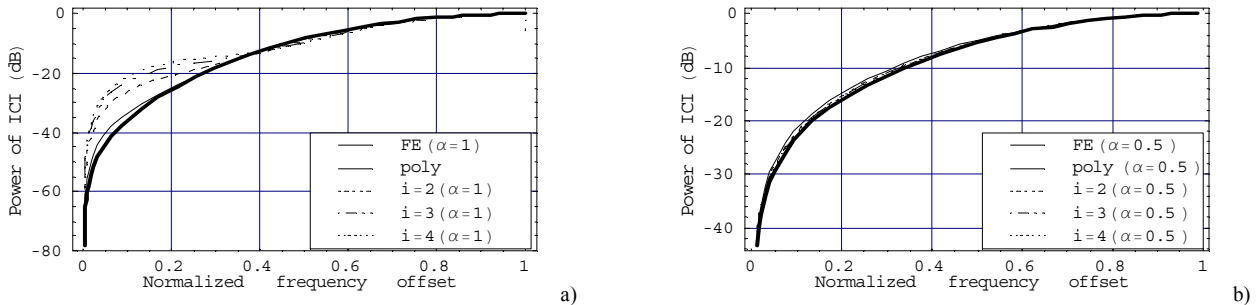 0
-20
-40
-60
-80
Power of ICI (dB)
FE (α=1)
poly
i=2 (α=1)
i=3 (α=1)
i=4 (α=1)
0 0.2 0.4 0.6 0.8 1
Normalized frequency offset
a)
0
-10
-20
-30
-40
Power of ICI (dB)
FE (α=0.5 )
poly (α=0.5 )
i=2 (α=0.5 )
i=3 (α=0.5 )
i=4 (α=0.5 )
0 0.2 0.4 0.6 0.8 1
Normalized frequency offset
b)